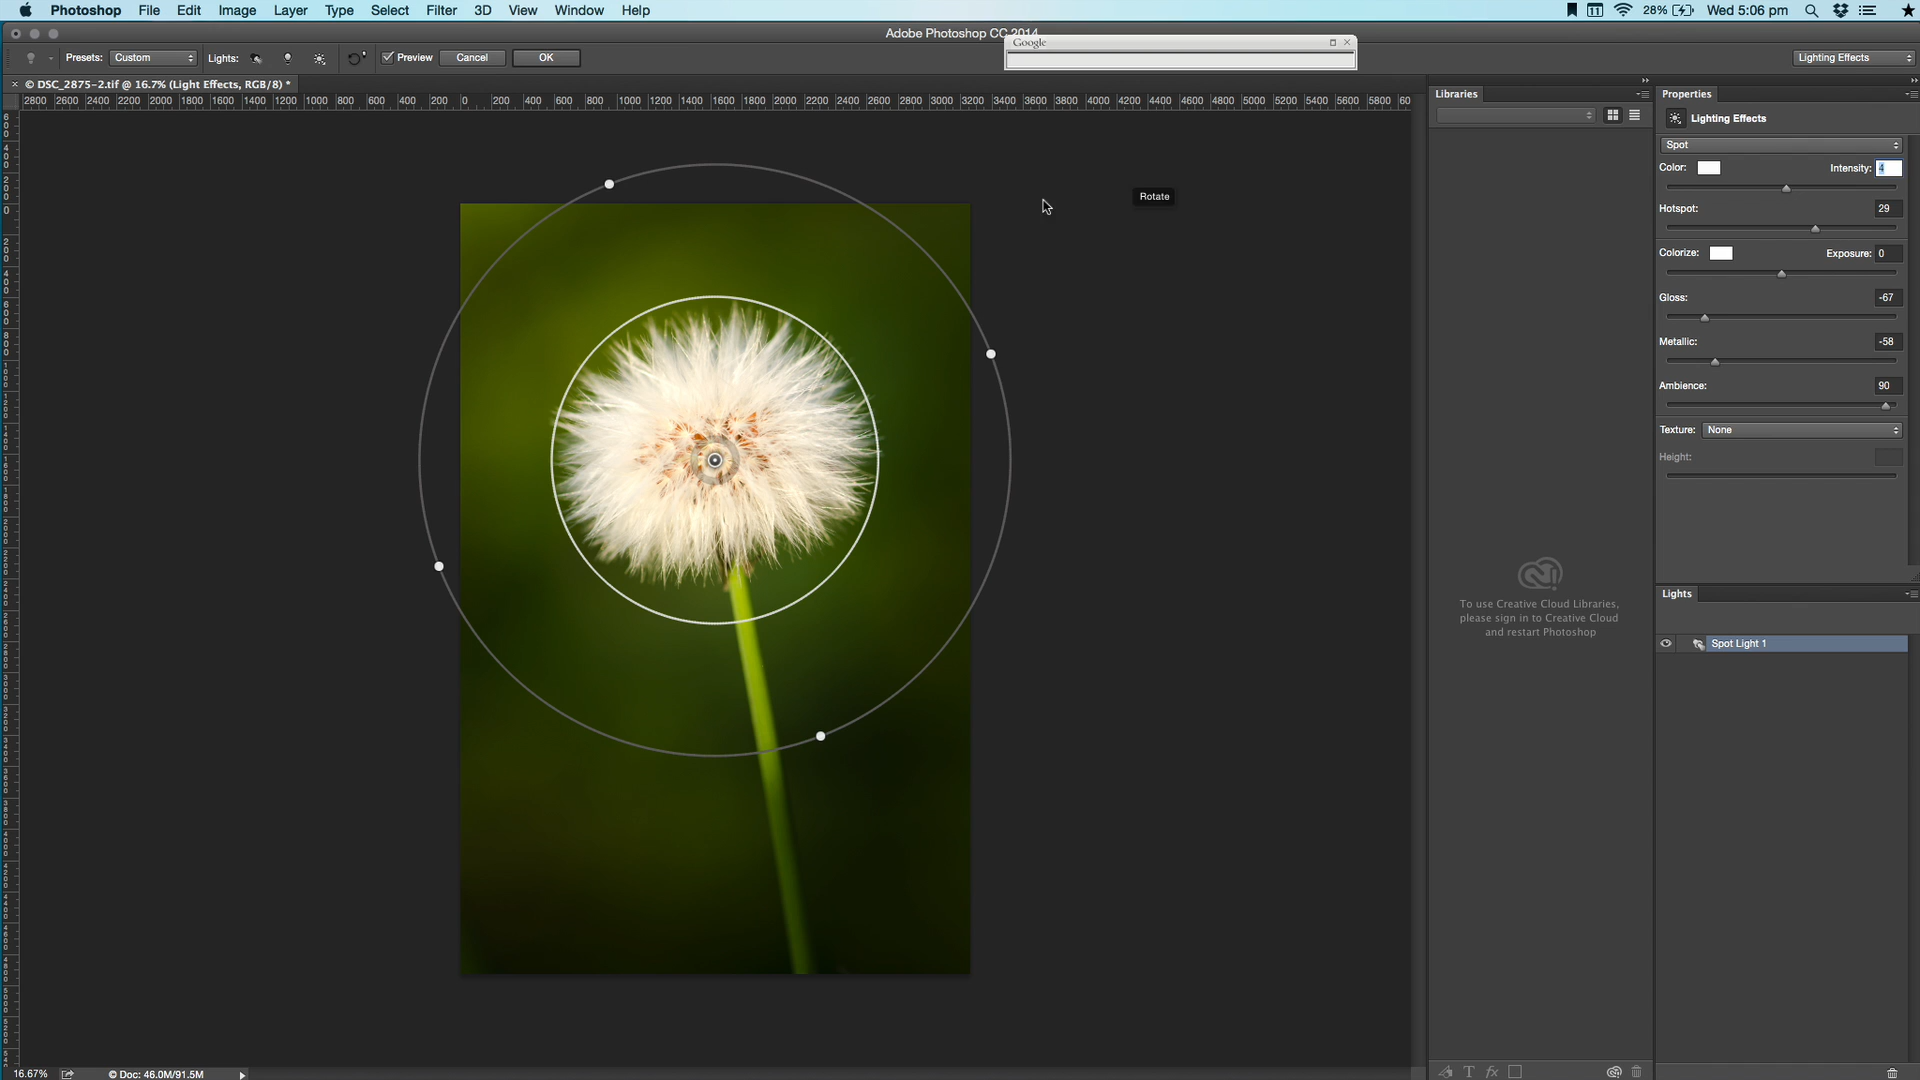 Photoshop File Edit Image Layer Type Select Filter 3D View Window Help
11 28% Wed 5:06 pm
Adobe Photoshop CC 2014
Google
Presets: Custom Lights: Preview Cancel OK Lighting Effects
× © DSC_2875-2.tif @ 16.7% (Light Effects, RGB/8) *
2800 2600 2400 2200 2000 1800 1600 1400 1200 1000 800 600 400 200 0 200 400 600 800 1000 1200 1400 1600 1800 2000 2200 2400 2600 2800 3000 3200 3400 3600 3800 4000 4200 4400 4600 4800 5000 5200 5400 5600 5800 60
Rotate
Libraries
To use Creative Cloud Libraries,
please sign in to Creative Cloud
and restart Photoshop
Properties
Lighting Effects
Spot
Color: Intensity: 4
Hotspot: 29
Colorize: Exposure: 0
Gloss: -67
Metallic: -58
Ambience: 90
Texture: None
Height:
Lights
Spot Light 1
16.67% © Doc: 46.0M/91.5M